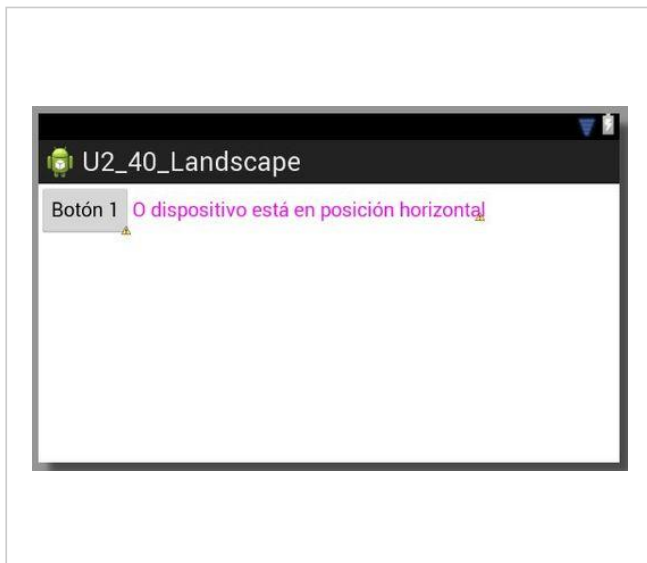 U2_40_Landscape
Botón 1 O dispositivo está en posición horizontal